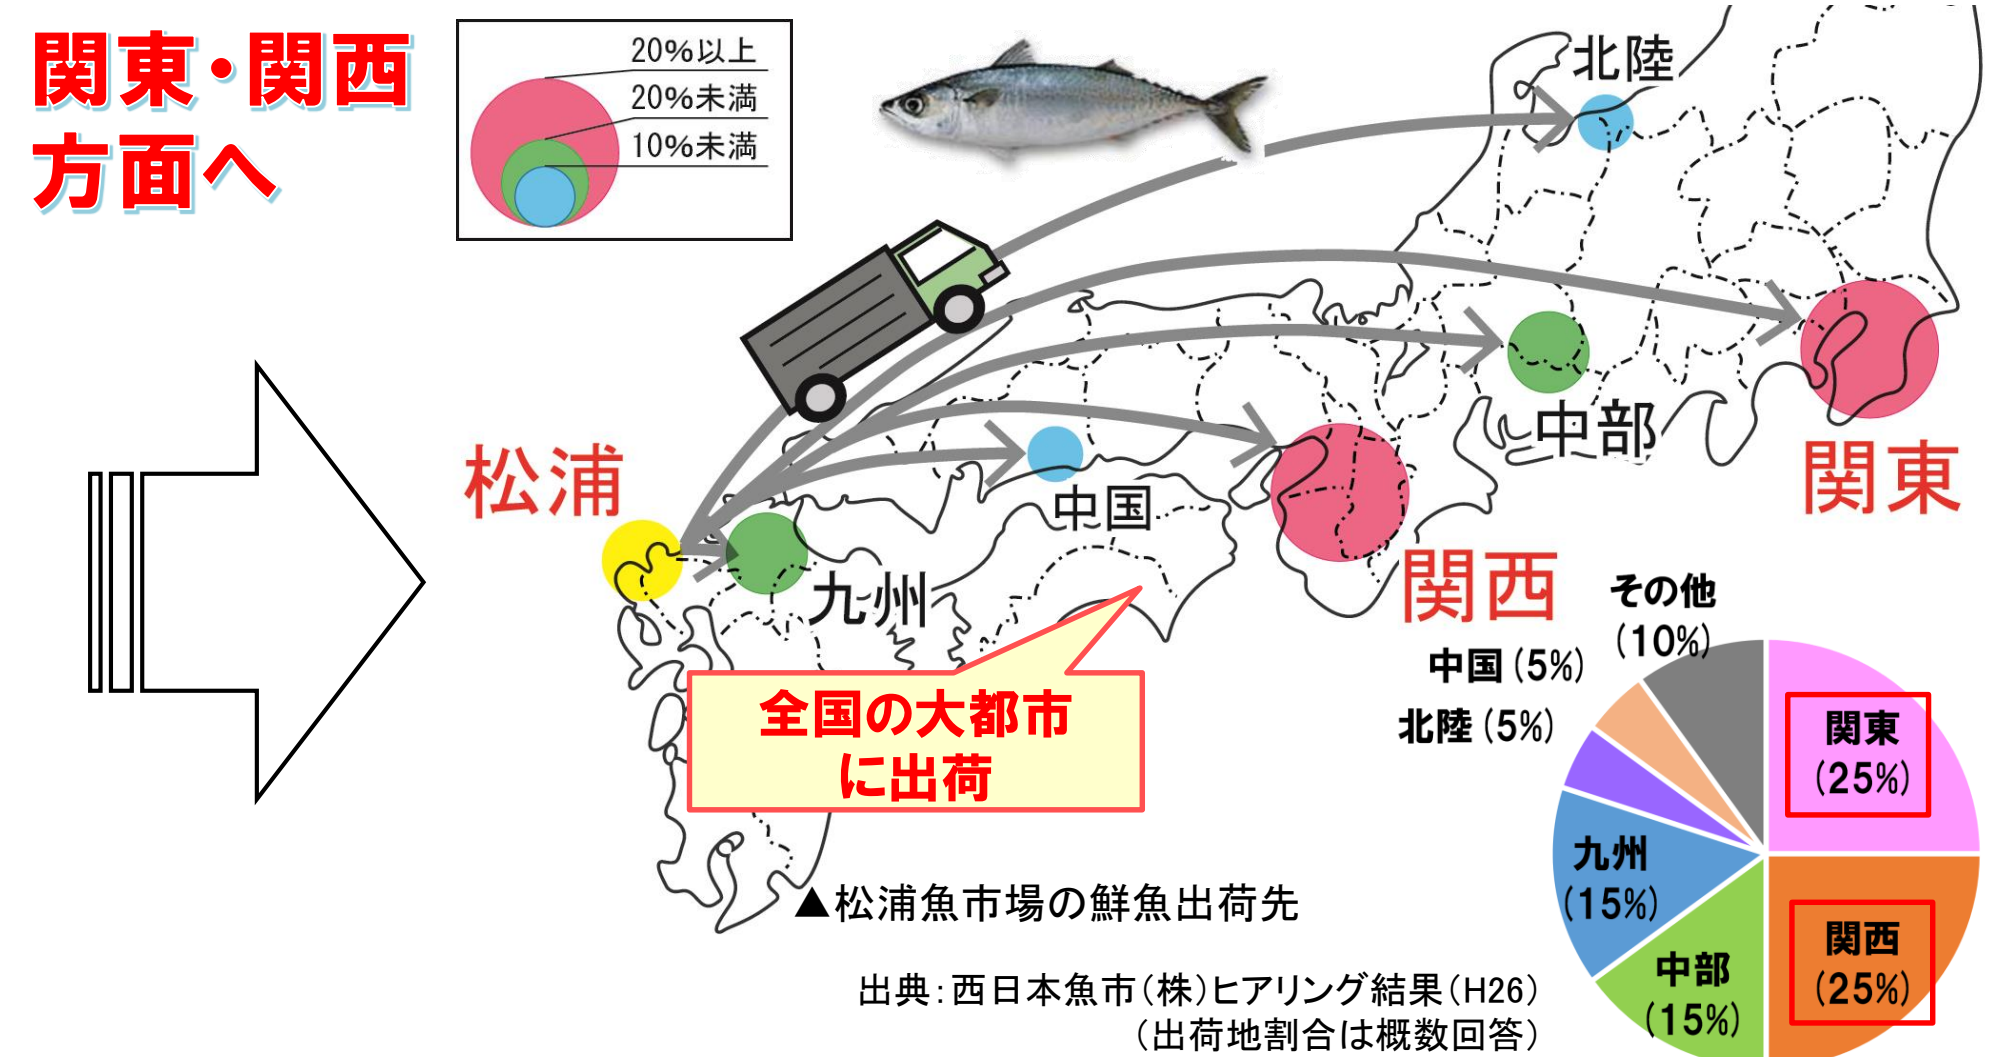 関東・関西
方面へ
20%以上
20%未満
10%未満
北陸
松浦
中国
中部
関東
九州
関西
全国の大都市
に出荷
その他
(10%)
中国(5%)
北陸(5%)
関東
(25%)
九州
(15%)
関西
(25%)
中部
(15%)
▲松浦魚市場の鮮魚出荷先
出典:西日本魚市(株)ヒアリング結果(H26)
(出荷地割合は概数回答)